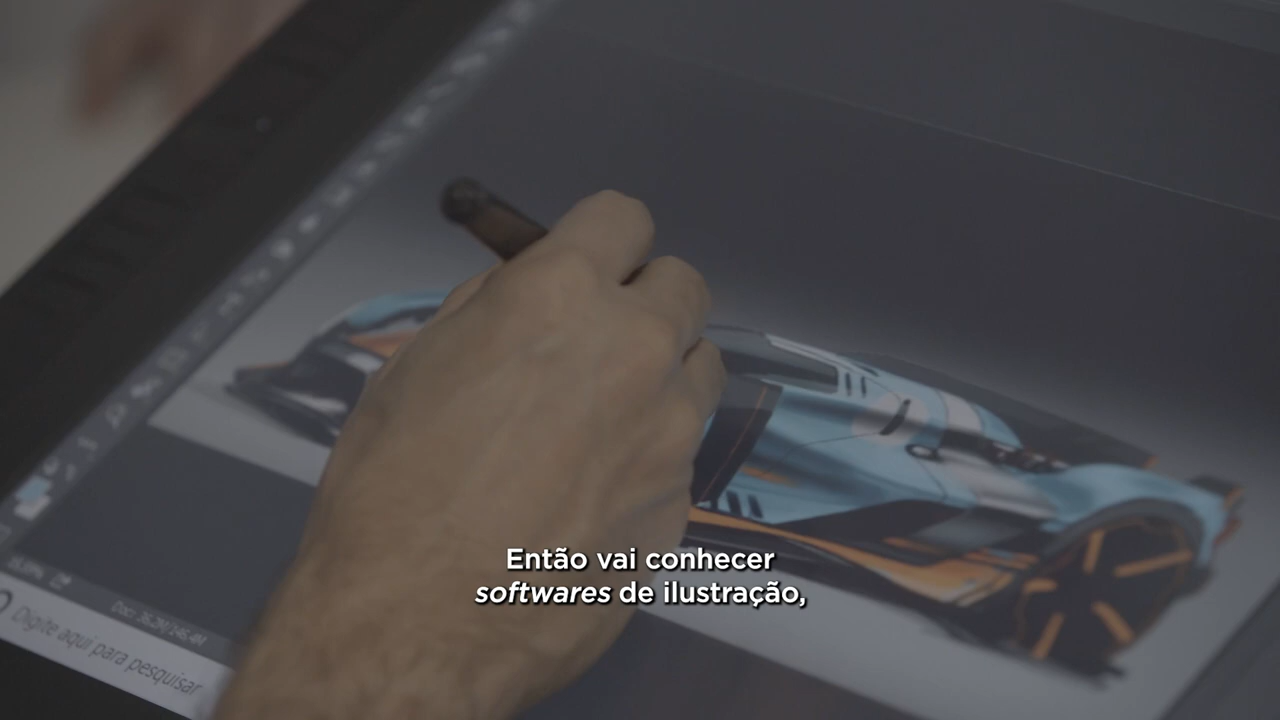 Então vai conhecer
softwares de ilustração,
Digite aqui para pesquisar